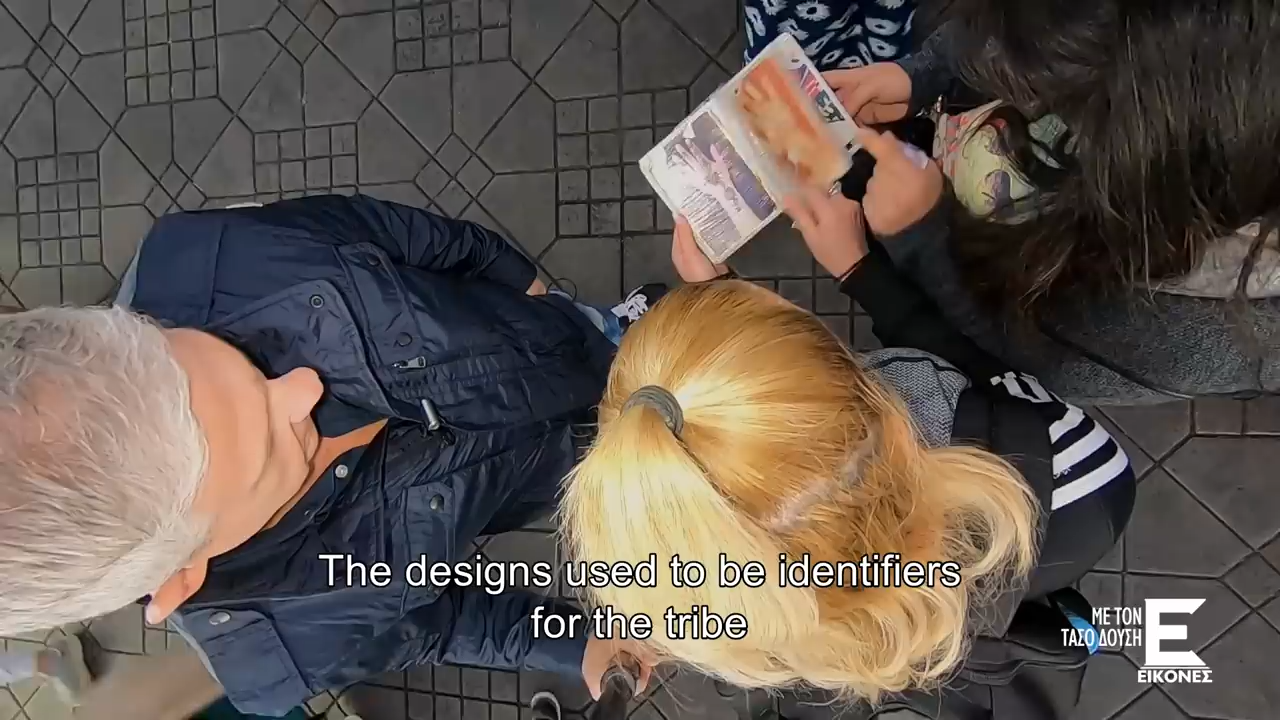 The designs used to be identifiers
for the tribe
ΜΕ ΤΟΝ
ΤΑΣΟ ΔΟΥΣΗ
Ε
ΕΙΚΟΝΕΣ